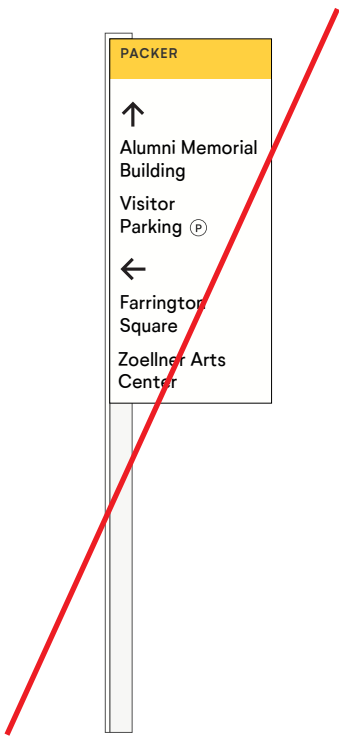 PACKER
↑
Alumni Memorial
Building
Visitor
Parking Ⓟ
←
Farrington
Square
Zoellner Arts
Center